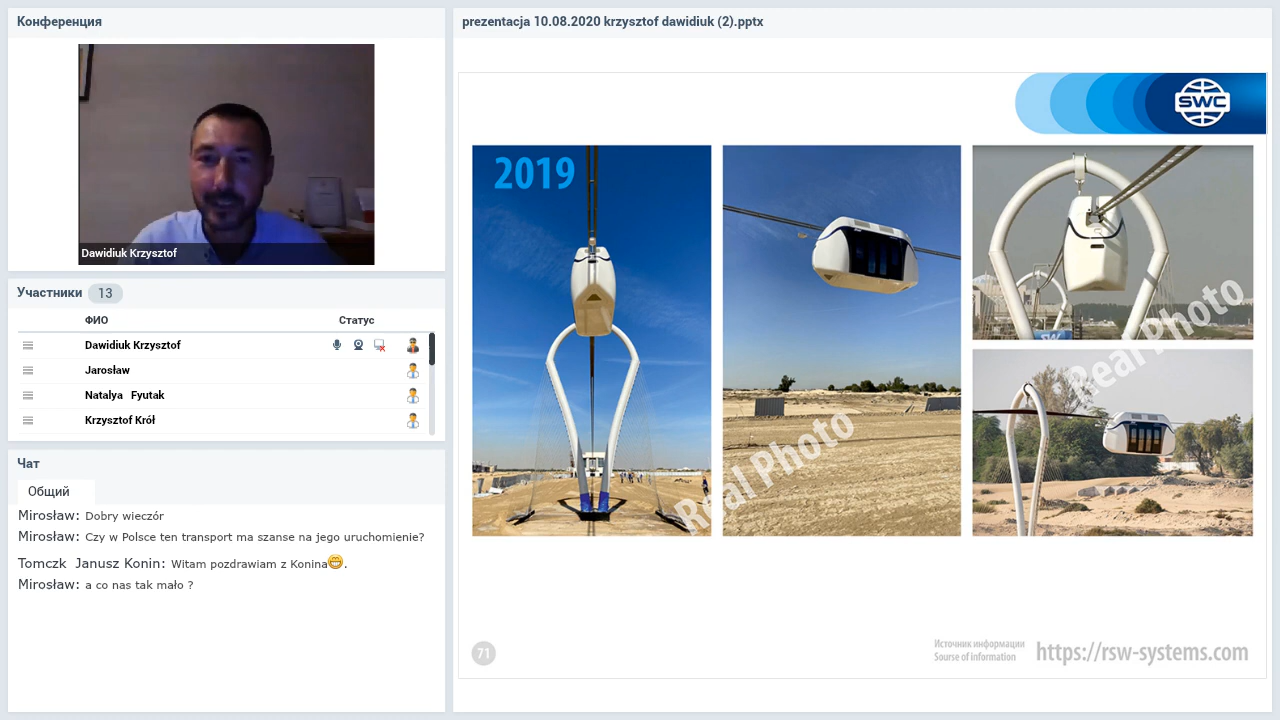 Конференция
Dawidiuk Krzysztof
Участники 13
ФИО Статус
Dawidiuk Krzysztof
Jarosław
Natalya Fyutak
Krzysztof Król
Чат
Общий
Mirosław: Dobry wieczór
Mirosław: Czy w Polsce ten transport ma szanse na jego uruchomienie?
Tomczk Janusz Konin: Witam pozdrawiam z Konina😁.
Mirosław: a co nas tak mało ?
prezentacja 10.08.2020 krzysztof dawidiuk (2).pptx
SWC
2019
Real Photo
Real Photo
71
Источник информации
Sourse of information
https://rsw-systems.com